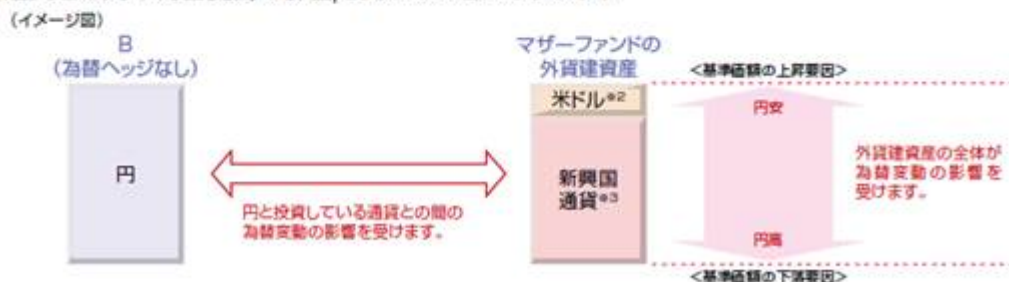 (イメージ図)
B
(為替ヘッジなし)
円
円と投資している通貨との間の
為替変動の影響を受けます。
マザーファンドの
外貨建資産
米ドル※2
新興国
通貨※3
<基準価額の上昇要因>
円安
円高
<基準価額の下落要因>
外貨建資産の全体が
為替変動の影響を
受けます。